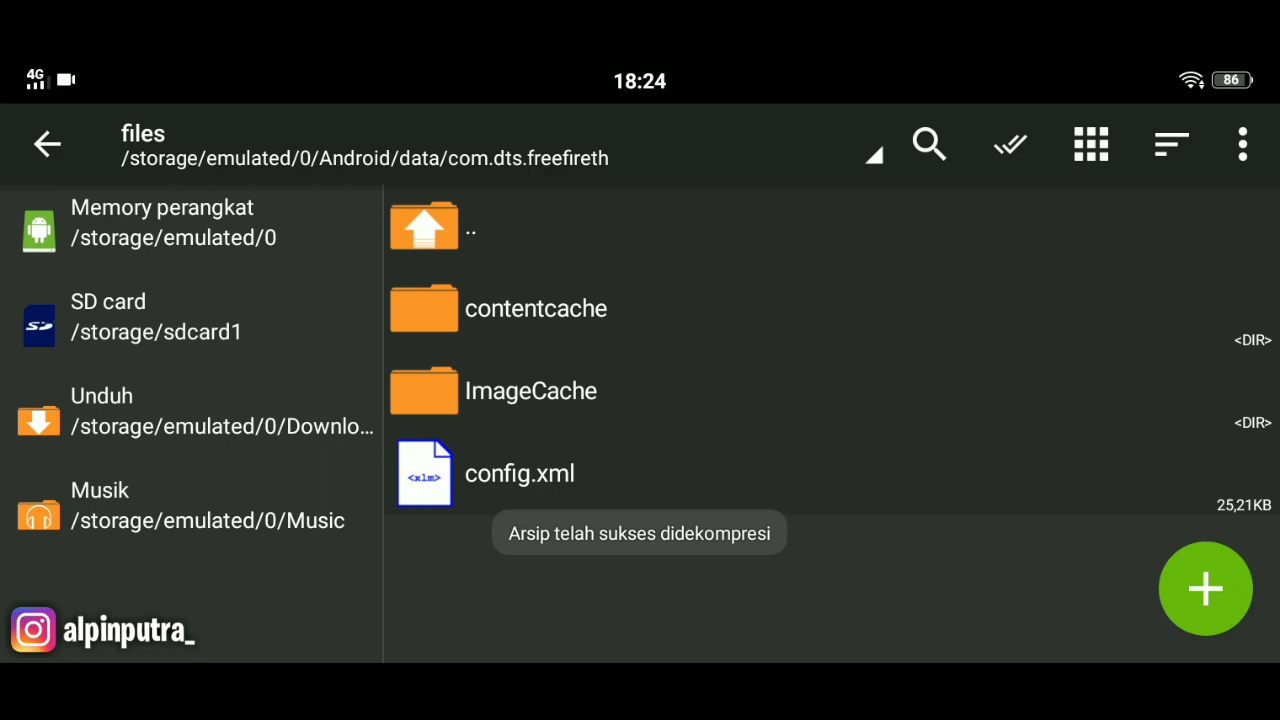 4G
18:24
86
files
/storage/emulated/0/Android/data/com.dts.freefireth
Memory perangkat
/storage/emulated/0
SD card
/storage/sdcard1
Unduh
/storage/emulated/0/Downlo...
Musik
/storage/emulated/0/Music
..
contentcache
<DIR>
ImageCache
<DIR>
<xlm>
config.xml
25,21KB
Arsip telah sukses didekompresi
alpinputra_